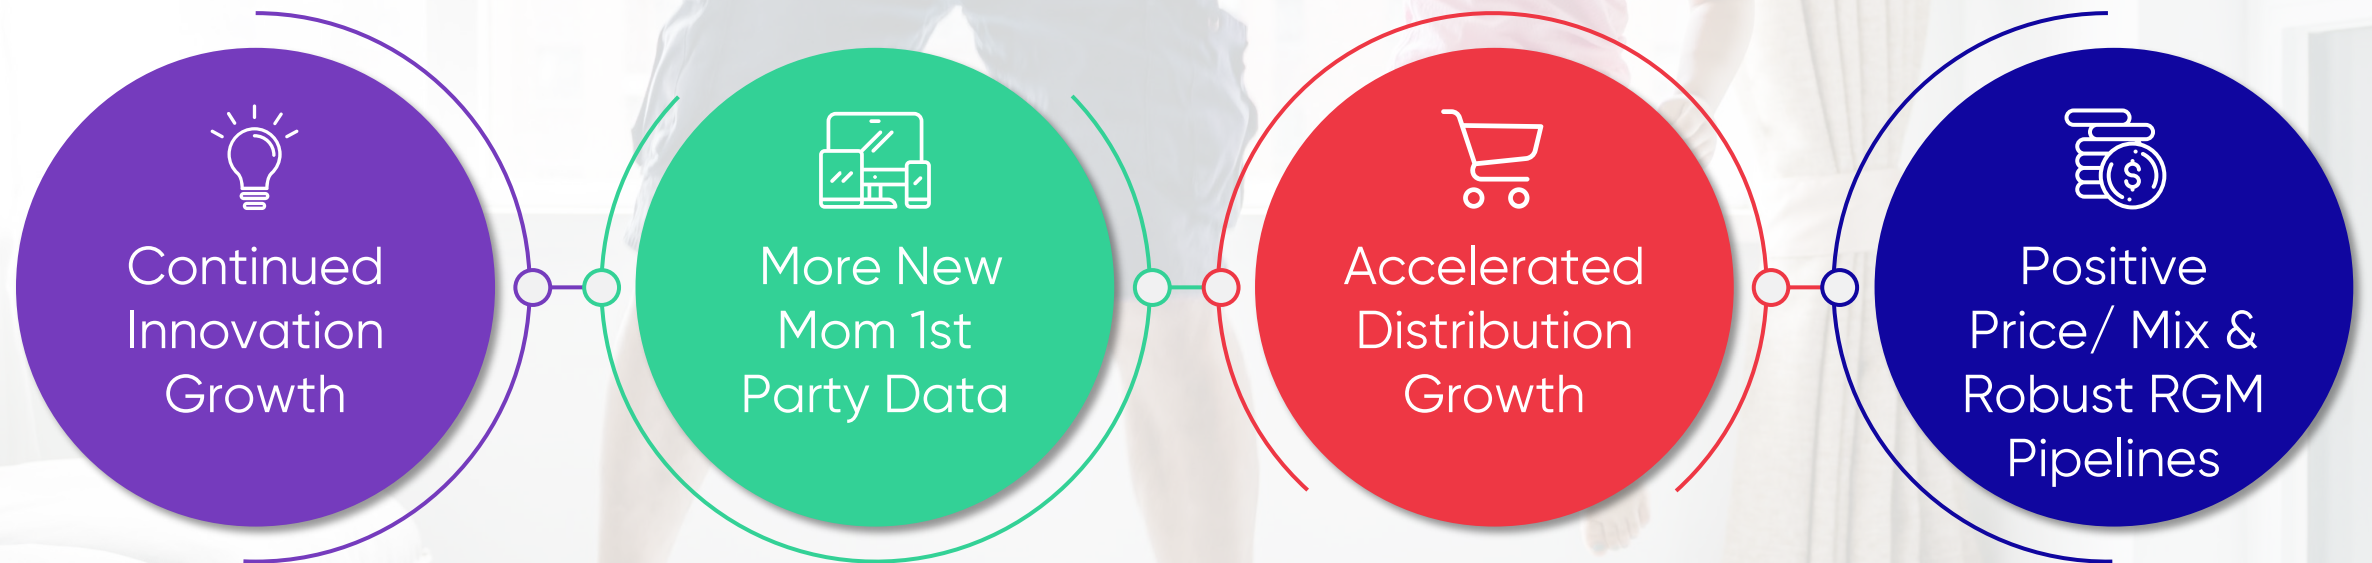 Continued
Innovation
Growth
More New
Mom 1st
Party Data
Accelerated
Distribution
Growth
Positive
Price/ Mix &
Robust RGM
Pipelines